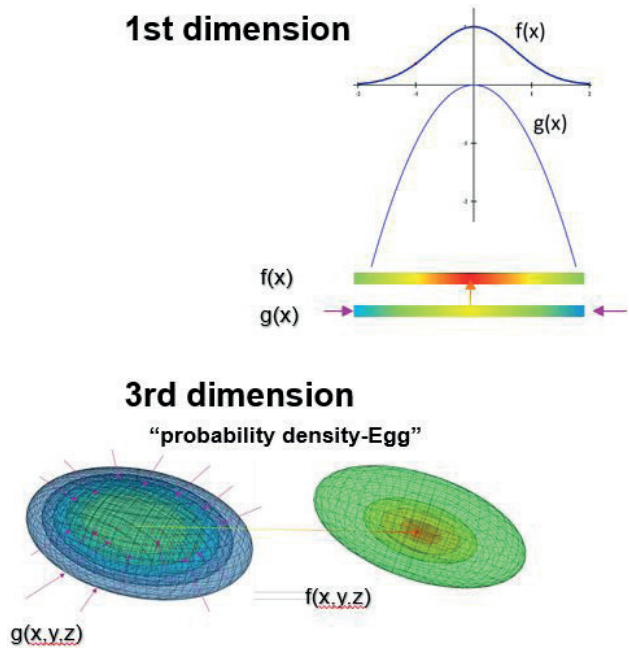 1st dimension
f(x)
g(x)
f(x)
g(x)
3rd dimension
“probability density-Egg”
f(x,y,z)
g(x,y,z)